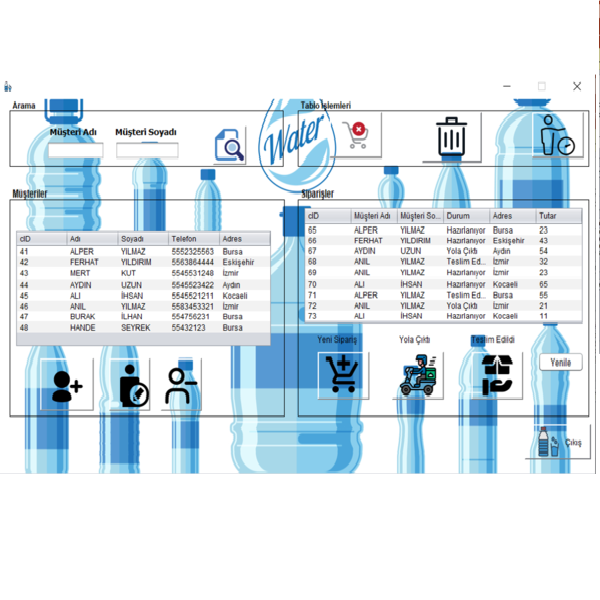 Arama
Müşteri Adı Müşteri Soyadı
Water
Tablo İşlemleri
Müşteriler
cID Adı Soyadı Telefon Adres
41 ALPER YILMAZ 5552325563 Bursa
42 FERHAT YILDIRIM 5563864444 Eskişehir
43 MERT KUT 5545531248 İzmir
44 AYDIN UZUN 5545523422 Aydın
45 ALİ İHSAN 5545521211 Kocaeli
46 ANIL YILMAZ 5583453321 İzmir
47 BURAK İLHAN 554756231 Bursa
48 HANDE SEYREK 55432123 Bursa
Siparişler
cID Müşteri Adı Müşteri So... Durum Adres Tutar
65 ALPER YILMAZ Hazırlanıyor Bursa 23
66 FERHAT YILDIRIM Hazırlanıyor Eskişehir 43
67 AYDIN UZUN Yola Çıktı Aydın 54
68 ANIL YILMAZ Teslim Ed... İzmir 32
69 ANIL YILMAZ Hazırlanıyor İzmir 23
70 ALİ İHSAN Hazırlanıyor Kocaeli 65
71 ALPER YILMAZ Teslim Ed... Bursa 55
72 ANIL YILMAZ Yola Çıktı İzmir 21
73 ALİ İHSAN Hazırlanıyor Kocaeli 11
Yeni Sipariş Yola Çıktı Teslim Edildi
Yenile
Çıkış